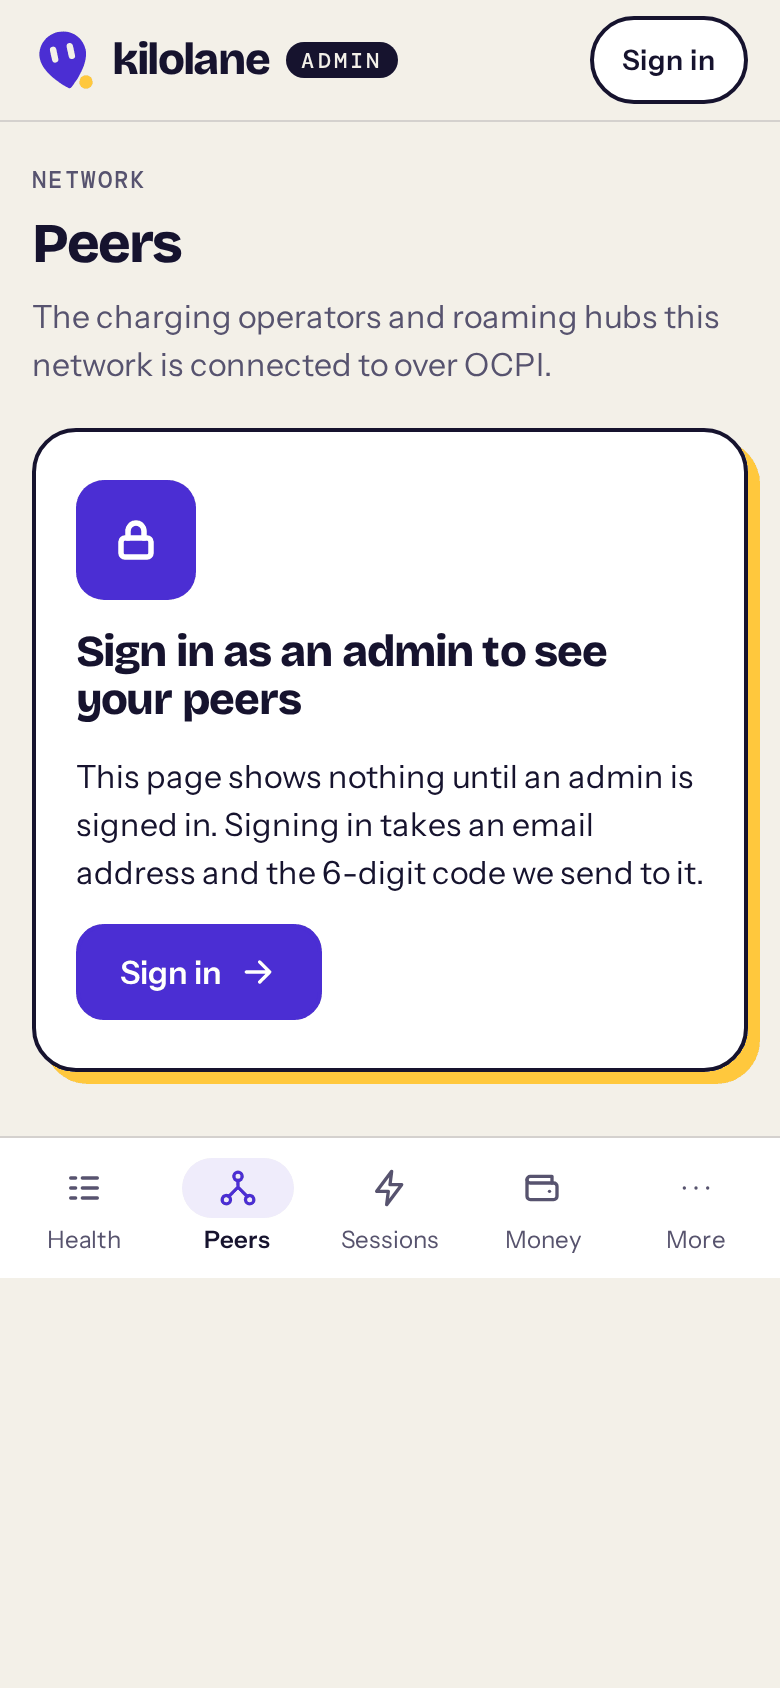 kilolane ADMIN Sign in
NETWORK
Peers
The charging operators and roaming hubs this
network is connected to over OCPI.
Sign in as an admin to see
your peers
This page shows nothing until an admin is
signed in. Signing in takes an email
address and the 6-digit code we send to it.
Sign in →
Health Peers Sessions Money More